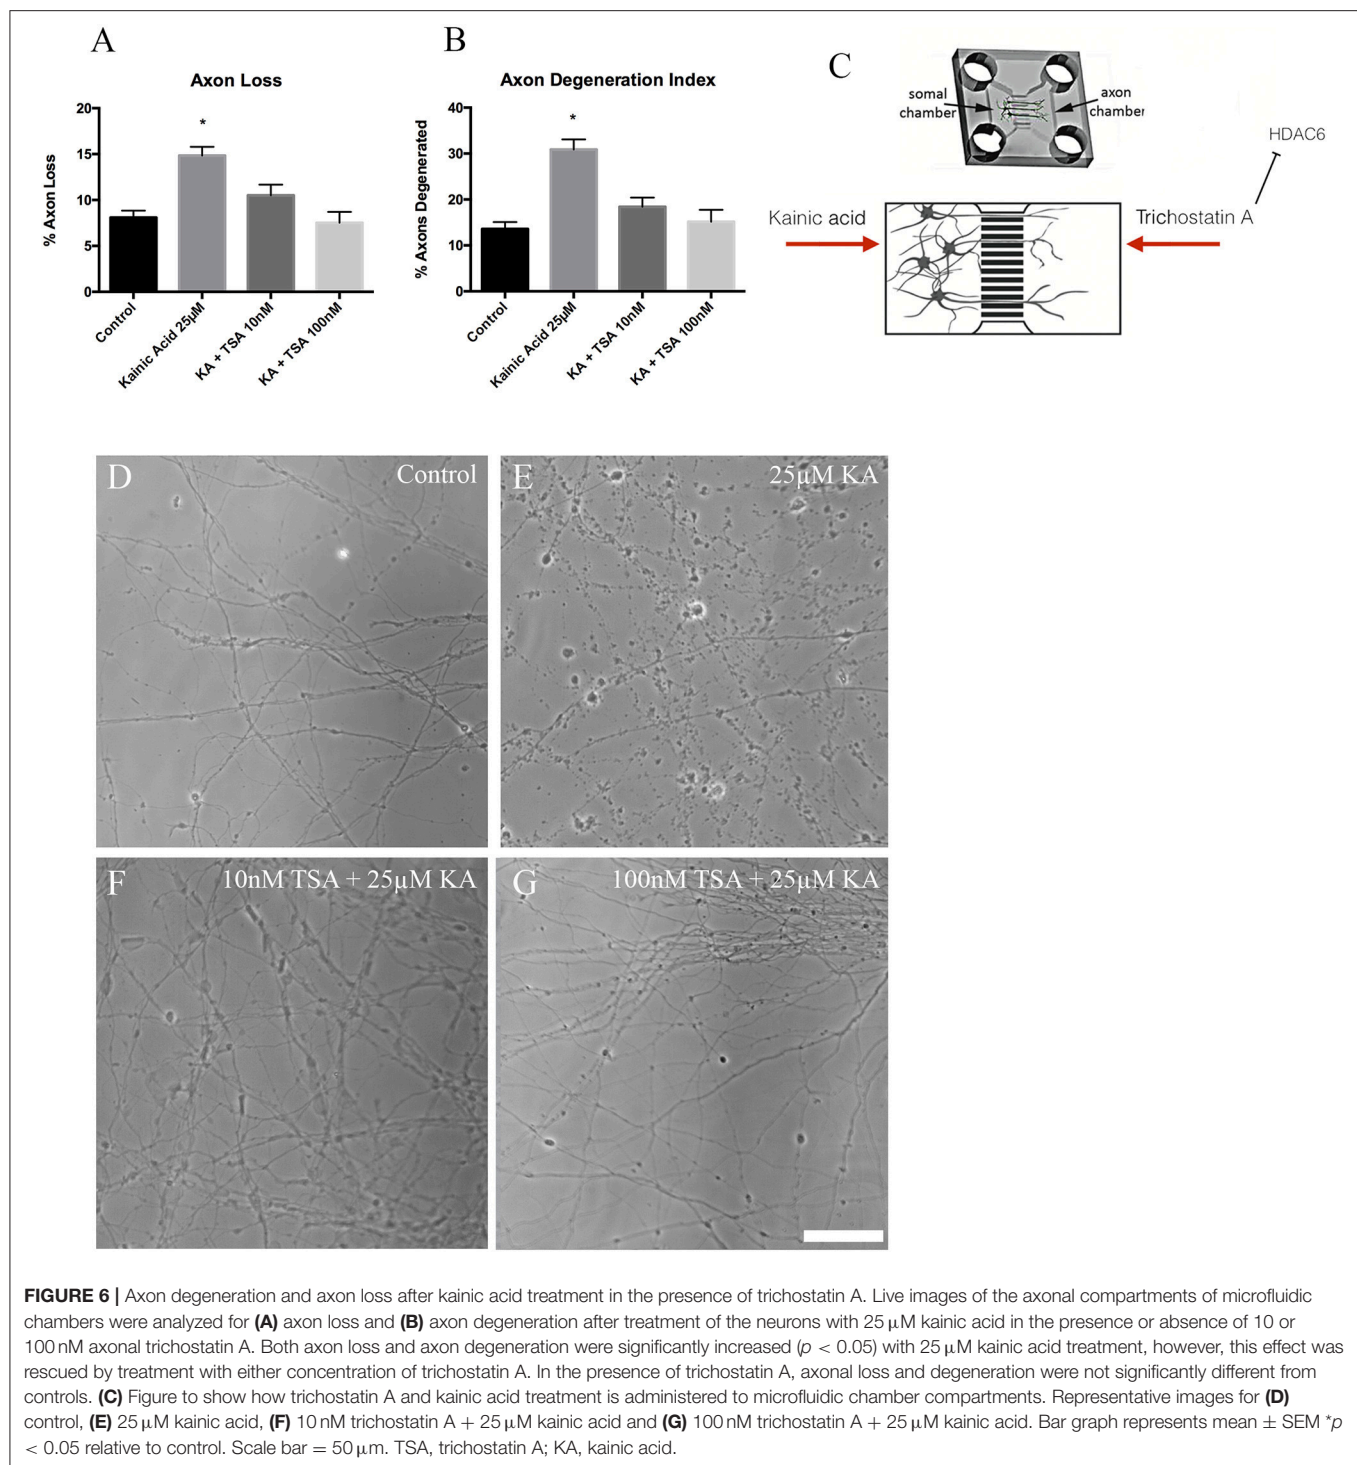 A
Axon Loss
% Axon Loss
20
15
10
5
0
*
Control
Kainic Acid 25µM
KA + TSA 10nM
KA + TSA 100nM
B
Axon Degeneration Index
% Axons Degenerated
40
30
20
10
0
*
Control
Kainic Acid 25µM
KA + TSA 10nM
KA + TSA 100nM
C
somal
chamber
axon
chamber
HDAC6
Kainic acid
Trichostatin A
D
Control
E
25µM KA
F
10nM TSA + 25µM KA
G
100nM TSA + 25µM KA
FIGURE 6 | Axon degeneration and axon loss after kainic acid treatment in the presence of trichostatin A. Live images of the axonal compartments of microfluidic
chambers were analyzed for (A) axon loss and (B) axon degeneration after treatment of the neurons with 25 µM kainic acid in the presence or absence of 10 or
100 nM axonal trichostatin A. Both axon loss and axon degeneration were significantly increased (p < 0.05) with 25 µM kainic acid treatment, however, this effect was
rescued by treatment with either concentration of trichostatin A. In the presence of trichostatin A, axonal loss and degeneration were not significantly different from
controls. (C) Figure to show how trichostatin A and kainic acid treatment is administered to microfluidic chamber compartments. Representative images for (D)
control, (E) 25 µM kainic acid, (F) 10 nM trichostatin A + 25 µM kainic acid and (G) 100 nM trichostatin A + 25 µM kainic acid. Bar graph represents mean ± SEM *p
< 0.05 relative to control. Scale bar = 50 µm. TSA, trichostatin A; KA, kainic acid.